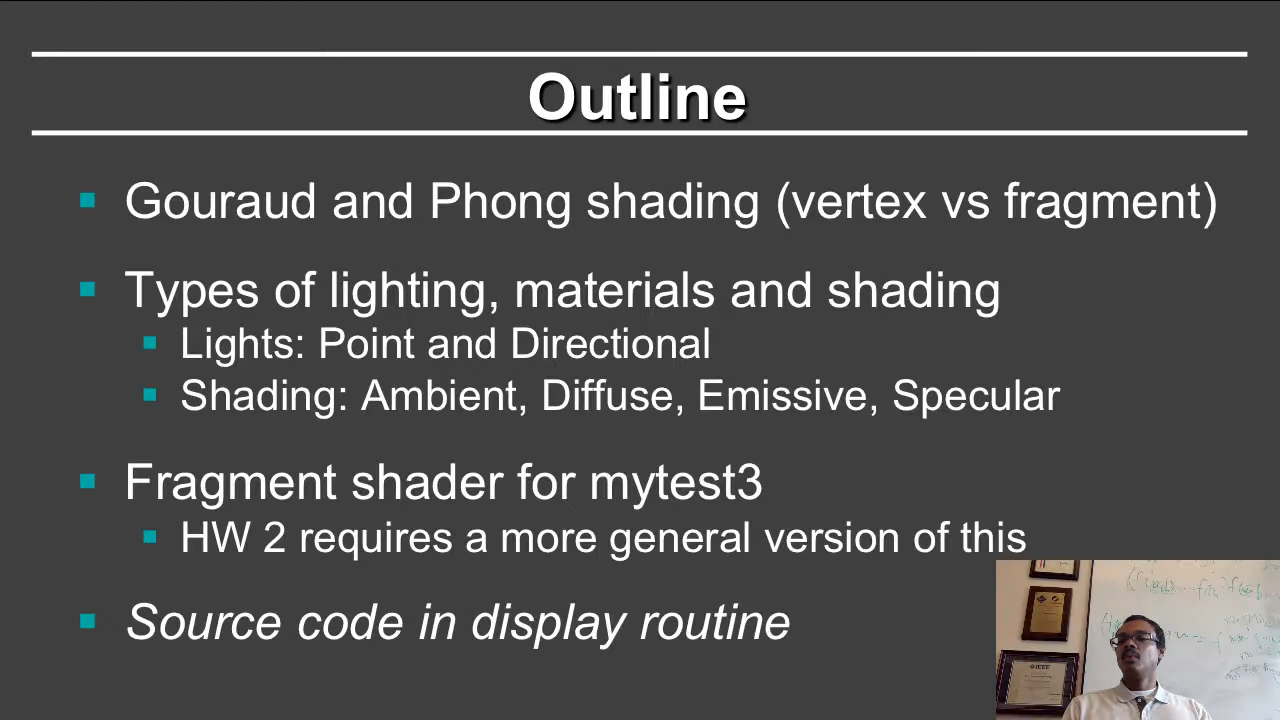 Outline
Gouraud and Phong shading (vertex vs fragment)
Types of lighting, materials and shading
Lights: Point and Directional
Shading: Ambient, Diffuse, Emissive, Specular
Fragment shader for mytest3
HW 2 requires a more general version of this
Source code in display routine
IEEE